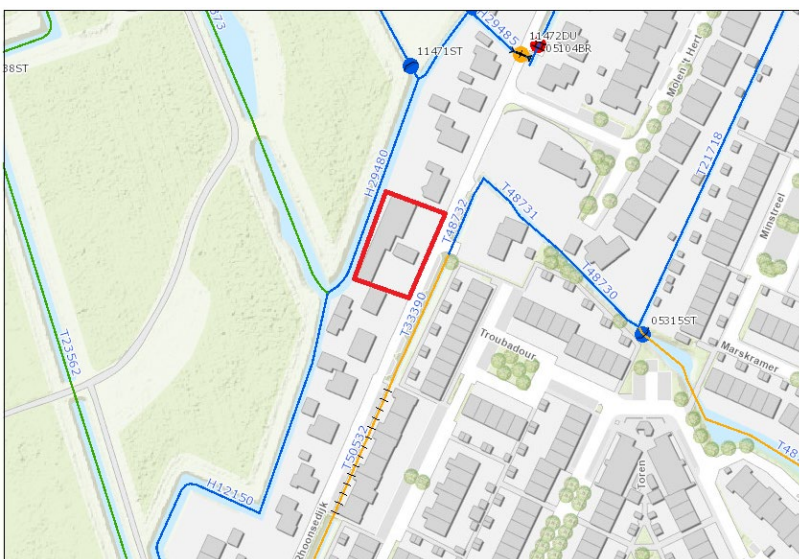 H29485
11472DU
05104BR
11471ST
373
38ST
Molen 't Hert
T21718
H29480
T48732
T48731
Minstreel
T48730
05315ST
T33390
Troubadour
Marskramer
T23562
T50532
T48
H12150
Toren
Rhoonsedijk